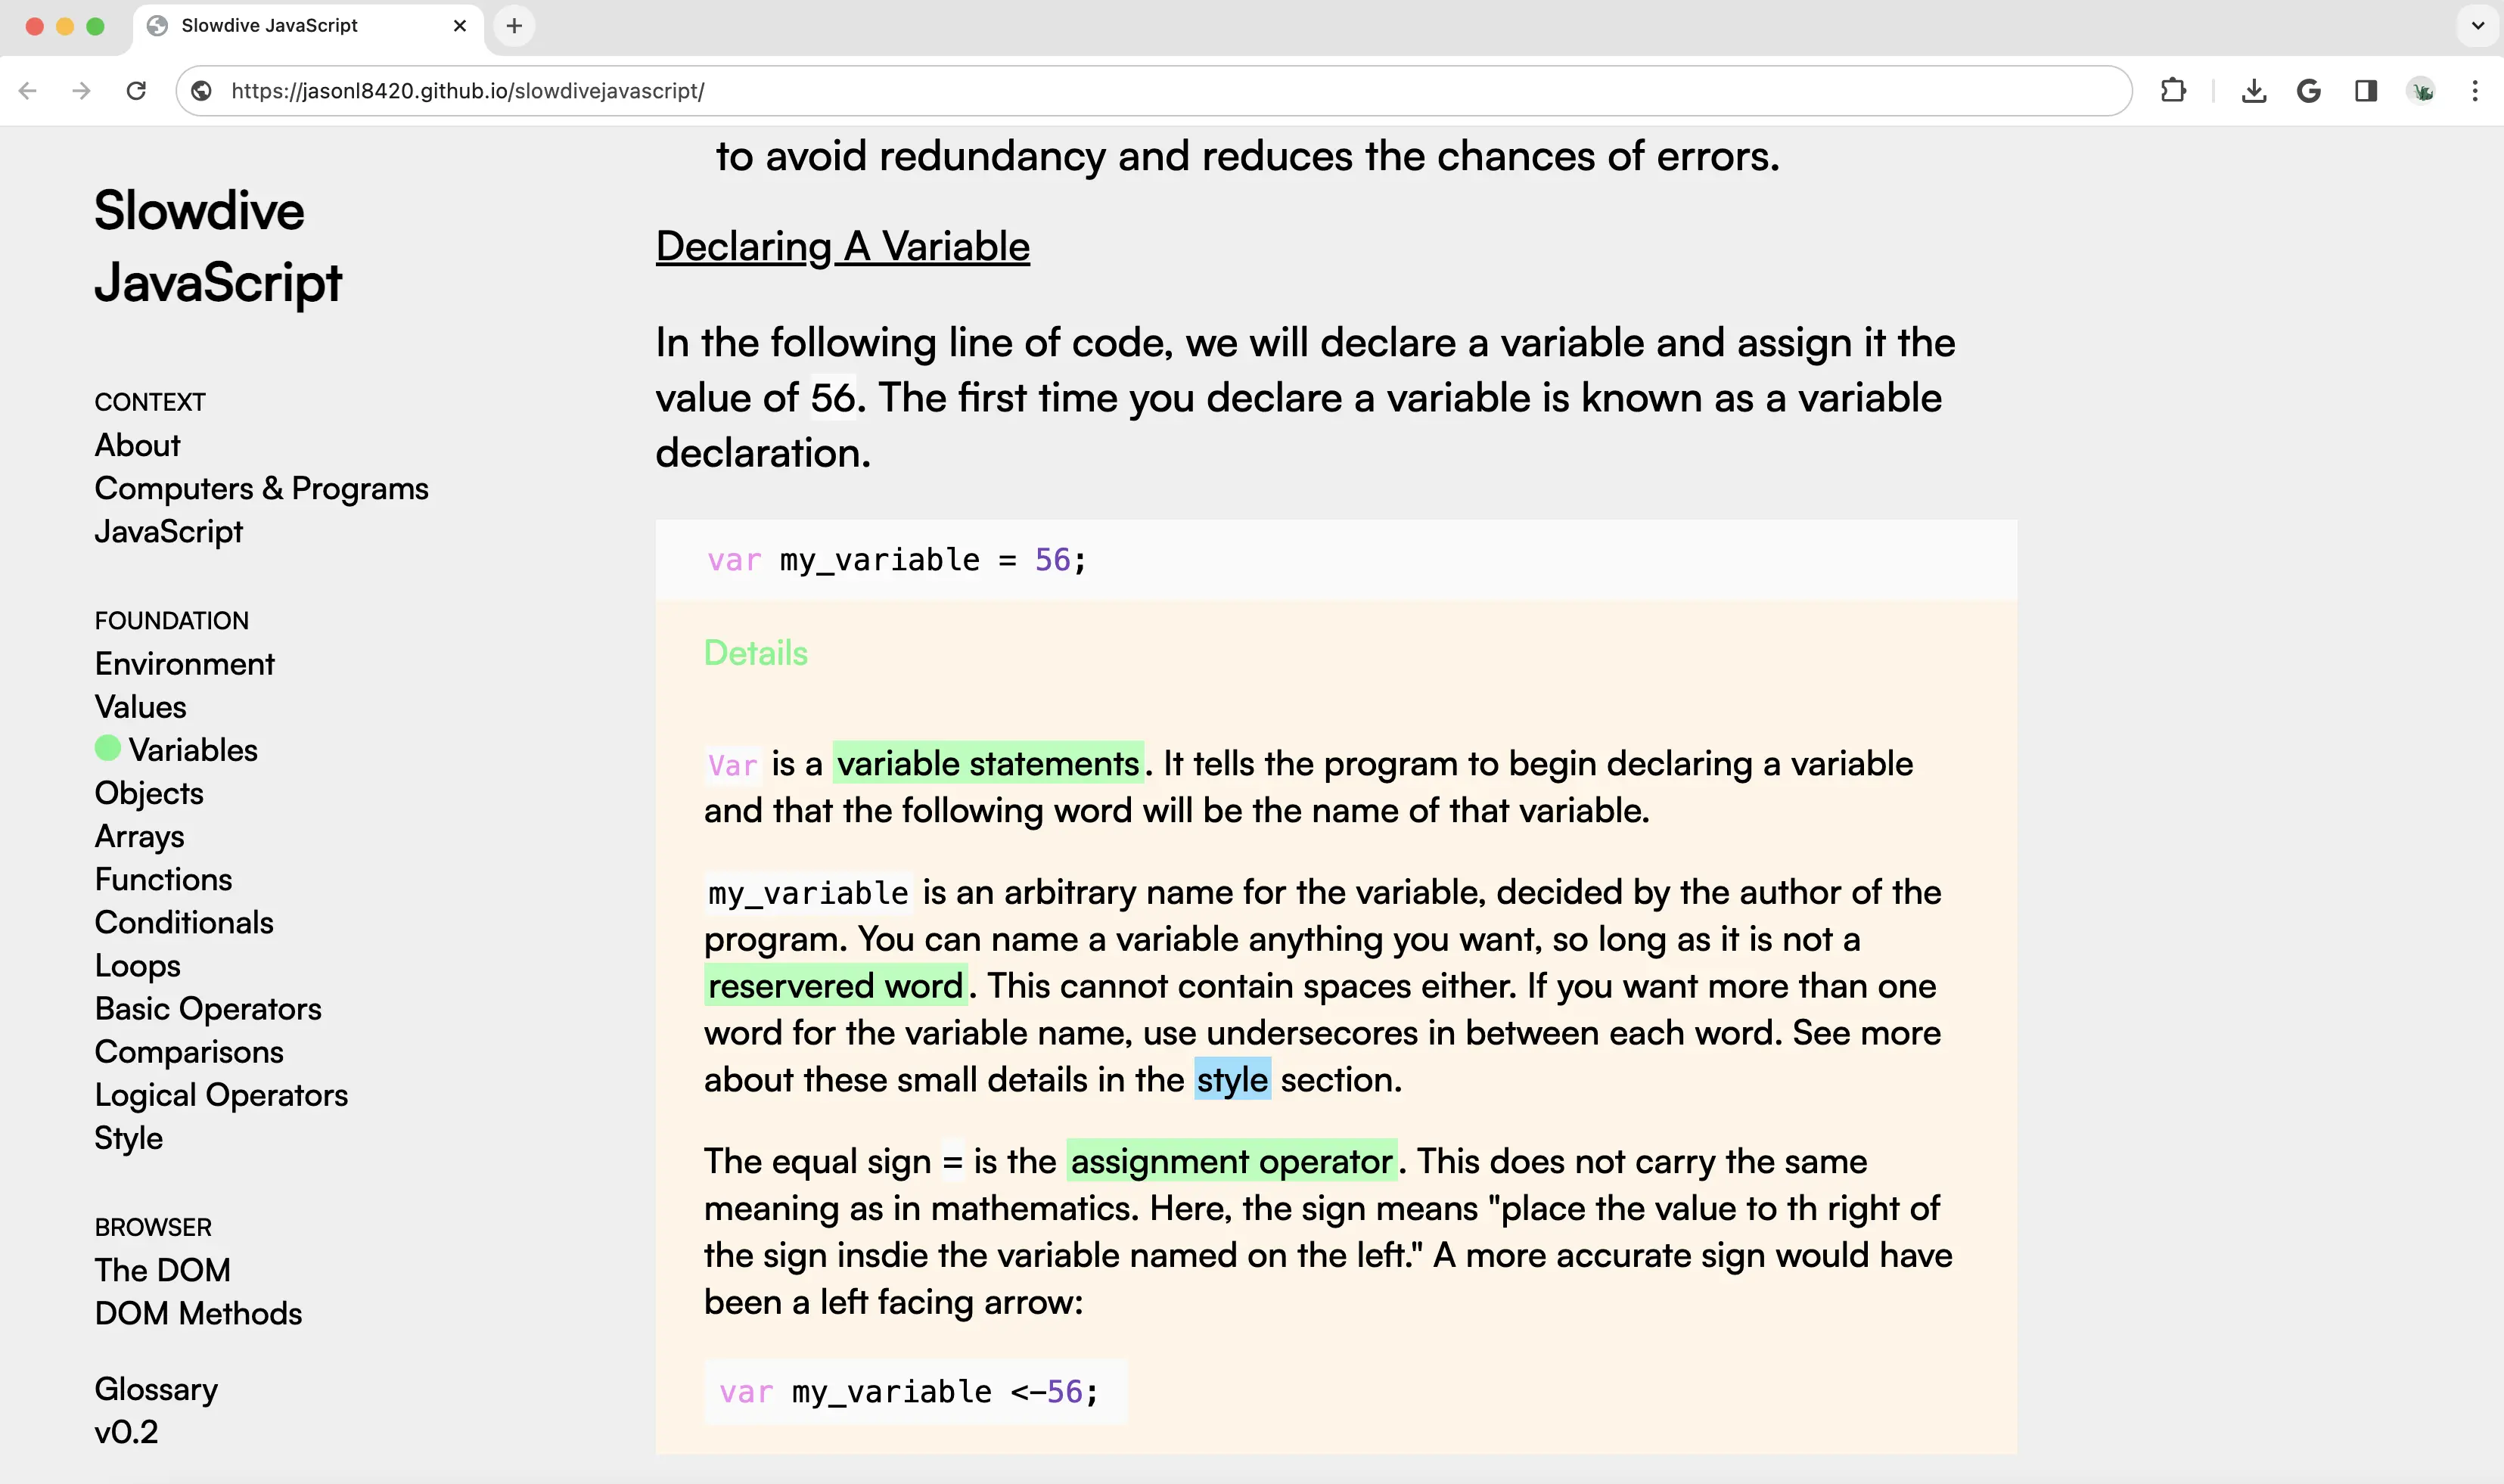 Slowdive JavaScript
https://jasonl8420.github.io/slowdivejavascript/
Slowdive
JavaScript
CONTEXT
About
Computers & Programs
JavaScript
FOUNDATION
Environment
Values
Variables
Objects
Arrays
Functions
Conditionals
Loops
Basic Operators
Comparisons
Logical Operators
Style
BROWSER
The DOM
DOM Methods
Glossary
v0.2
to avoid redundancy and reduces the chances of errors.
Declaring A Variable
In the following line of code, we will declare a variable and assign it the
value of 56. The first time you declare a variable is known as a variable
declaration.
var my_variable = 56;
Details
Var is a variable statements. It tells the program to begin declaring a variable
and that the following word will be the name of that variable.
my_variable is an arbitrary name for the variable, decided by the author of the
program. You can name a variable anything you want, so long as it is not a
reservered word. This cannot contain spaces either. If you want more than one
word for the variable name, use undersecores in between each word. See more
about these small details in the style section.
The equal sign = is the assignment operator. This does not carry the same
meaning as in mathematics. Here, the sign means "place the value to th right of
the sign insdie the variable named on the left." A more accurate sign would have
been a left facing arrow:
var my_variable <-56;